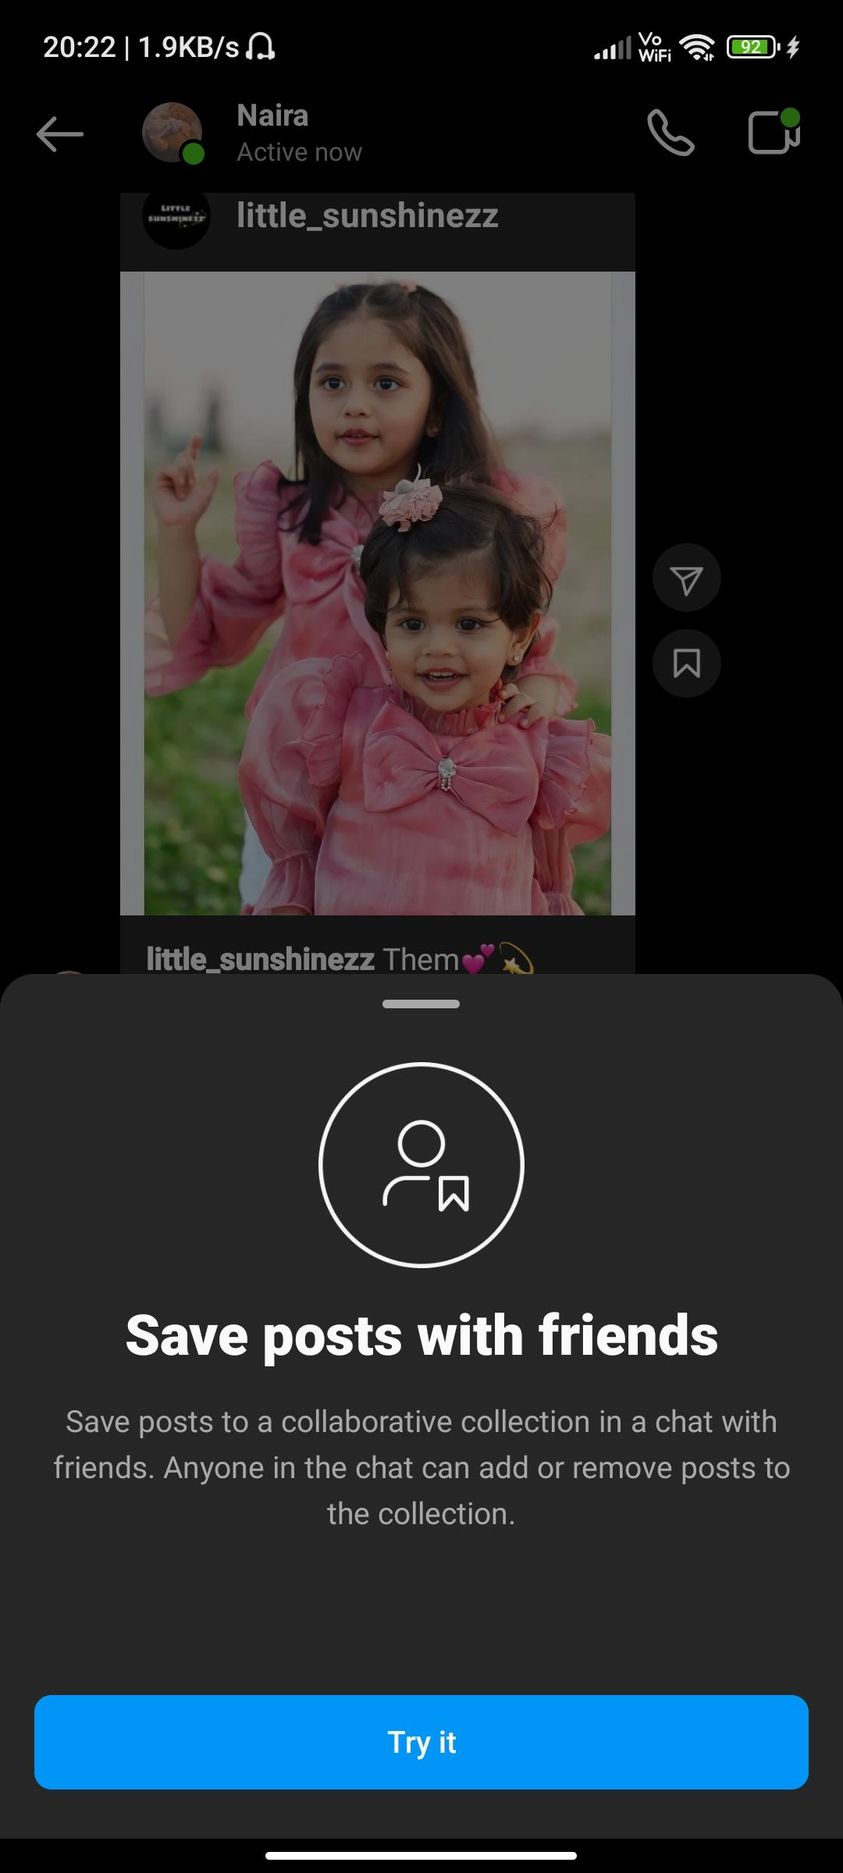 20:22 | 1.9KB/s
Vo
WiFi
92
Naira
Active now
LITTLE
SUNSHINEZZ
little_sunshinezz
little_sunshinezz Them💕💫
Save posts with friends
Save posts to a collaborative collection in a chat with
friends. Anyone in the chat can add or remove posts to
the collection.
Try it